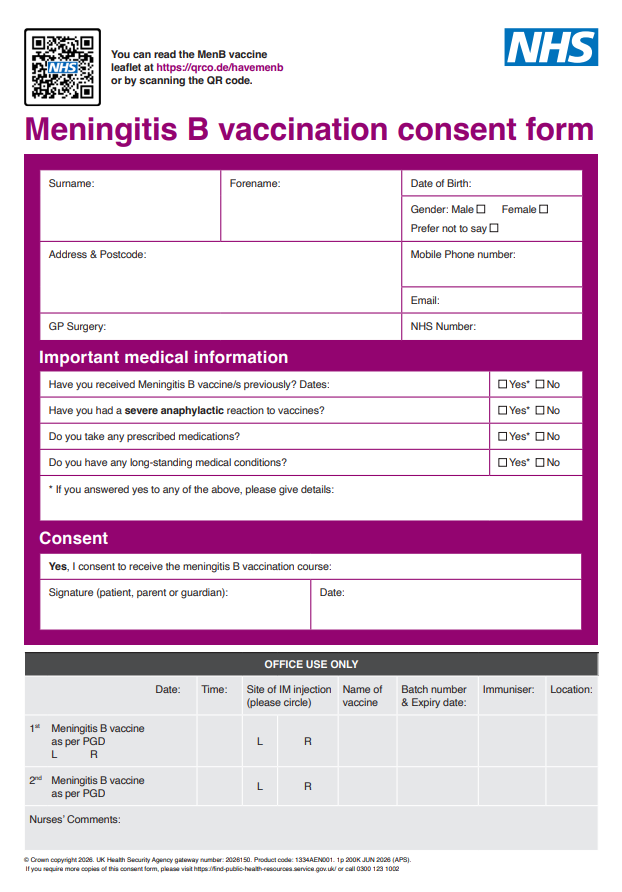 You can read the MenB vaccine
leaflet at https://qrco.de/havemenb
or by scanning the QR code.
NHS
NHS
Meningitis B vaccination consent form
Surname:
Forename:
Date of Birth:
Gender: Male ☐ Female ☐
Prefer not to say ☐
Address & Postcode:
Mobile Phone number:
Email:
GP Surgery:
NHS Number:
Important medical information
Have you received Meningitis B vaccine/s previously? Dates: ☐ Yes* ☐ No
Have you had a severe anaphylactic reaction to vaccines? ☐ Yes* ☐ No
Do you take any prescribed medications? ☐ Yes* ☐ No
Do you have any long-standing medical conditions? ☐ Yes* ☐ No
* If you answered yes to any of the above, please give details:
Consent
Yes, I consent to receive the meningitis B vaccination course:
Signature (patient, parent or guardian):
Date:
OFFICE USE ONLY
Date:
Time:
Site of IM injection
(please circle)
Name of
vaccine
Batch number
& Expiry date:
Immuniser:
Location:
1st Meningitis B vaccine
as per PGD
L R
L R
2nd Meningitis B vaccine
as per PGD
L R
Nurses’ Comments:
© Crown copyright 2026. UK Health Security Agency gateway number: 2026150. Product code: 1334AEN001. 1p 200K JUN 2026 (APS).
If you require more copies of this consent form, please visit https://find-public-health-resources.service.gov.uk/ or call 0300 123 1002